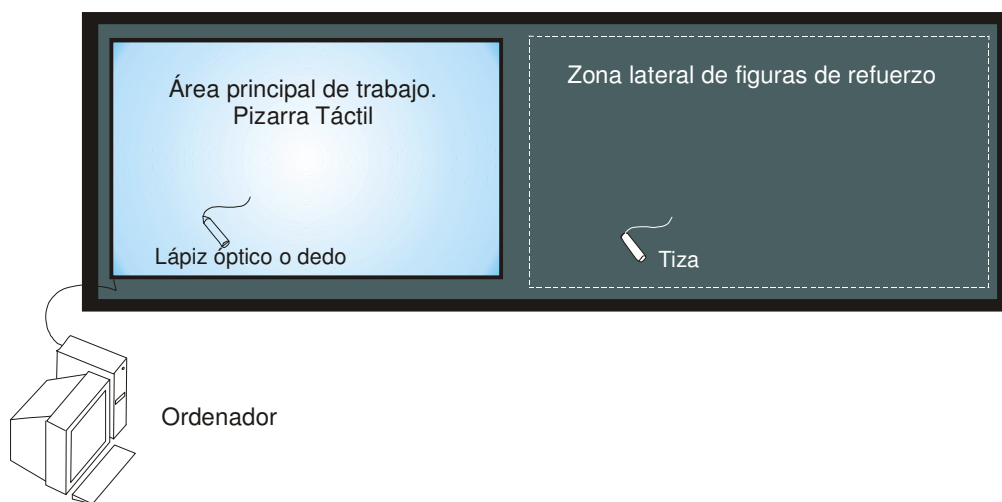 Área principal de trabajo.
Pizarra Táctil
Lápiz óptico o dedo
Zona lateral de figuras de refuerzo
Tiza
Ordenador